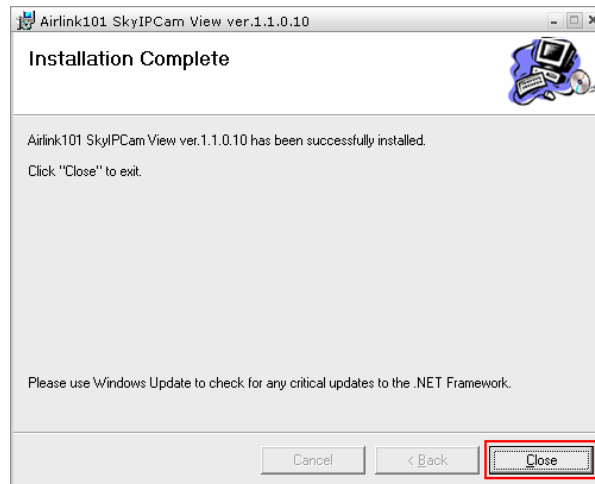 Airlink101 SkyIPCam View ver.1.1.0.10
Installation Complete
Airlink101 SkyIPCam View ver.1.1.0.10 has been successfully installed.
Click "Close" to exit.
Please use Windows Update to check for any critical updates to the .NET Framework.
Cancel
< Back
Close